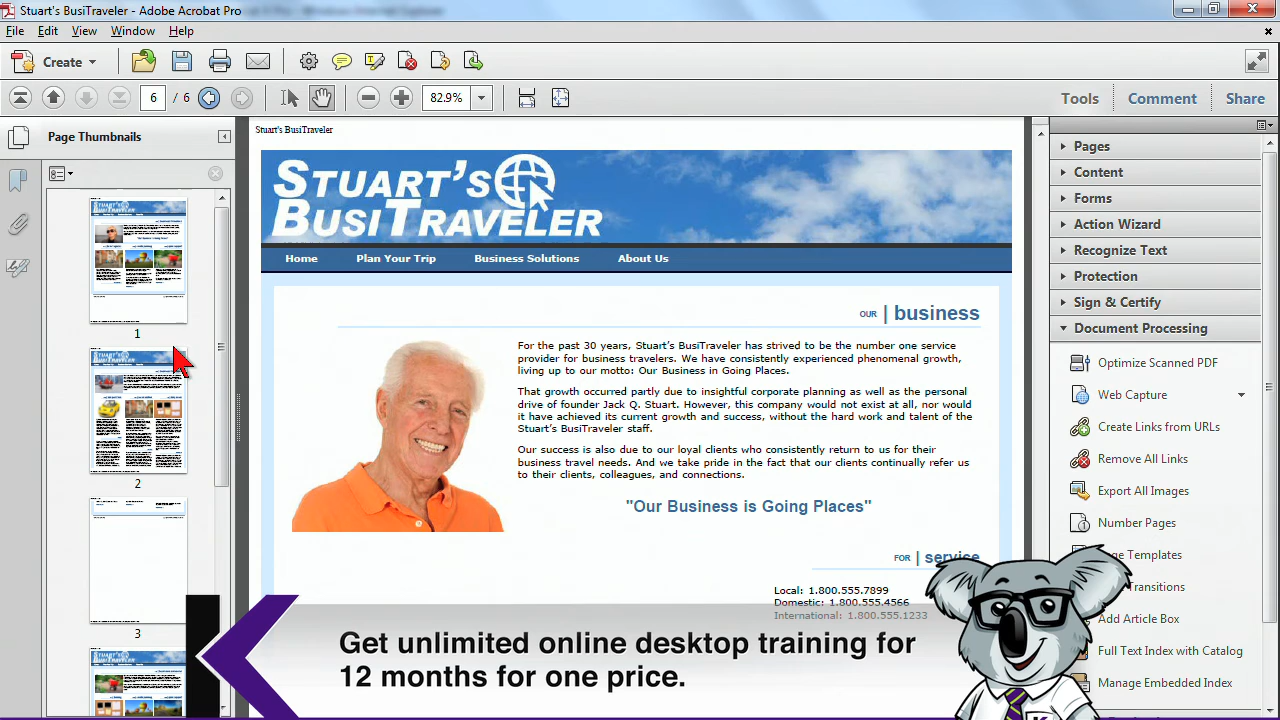 Stuart's BusiTraveler - Adobe Acrobat Pro
File Edit View Window Help
Create
6 / 6 82.9% Tools Comment Share
Page Thumbnails
1
2
3
Stuart's BusiTraveler
STUART'S
BUSITRAVELER
Home Plan Your Trip Business Solutions About Us
OUR | business
For the past 30 years, Stuart's BusiTraveler has strived to be the number one service
provider for business travelers. We have consistently experienced phenomenal growth,
living up to our motto: Our Business in Going Places.
That growth occurred partly due to insightful corporate planning as well as the personal
drive of founder Jack Q. Stuart. However, this company would not exist at all, nor would
it have achieved its current growth and success, without the hard work and talent of the
Stuart's BusiTraveler staff.
Our success is also due to our loyal clients who consistently return to us for their
business travel needs. And we take pride in the fact that our clients continually refer us
to their clients, colleagues, and connections.
"Our Business is Going Places"
FOR | service
Local: 1.800.555.7899
Domestic: 1.800.555.4566
International: 1.800.555.1233
Pages
Content
Forms
Action Wizard
Recognize Text
Protection
Sign & Certify
Document Processing
Optimize Scanned PDF
Web Capture
Create Links from URLs
Remove All Links
Export All Images
Number Pages
Templates
Transitions
Add Article Box
Full Text Index with Catalog
Manage Embedded Index
Get unlimited online desktop training for
12 months for one price.